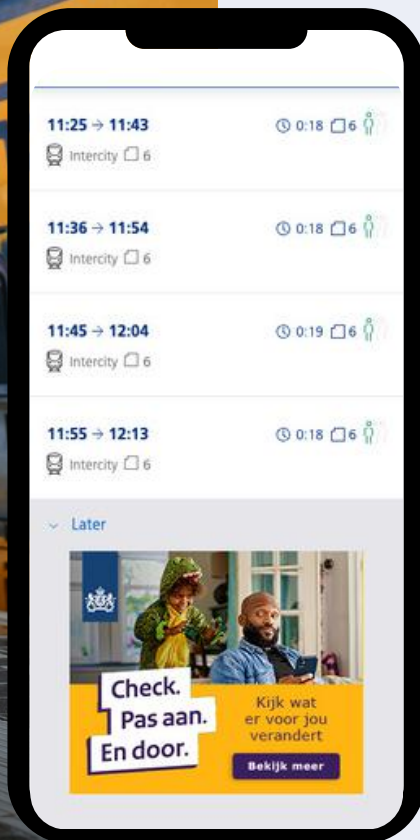 11:25 → 11:43 0:18 6
Intercity 6
11:36 → 11:54 0:18 6
Intercity 6
11:45 → 12:04 0:19 6
Intercity 6
11:55 → 12:13 0:18 6
Intercity 6
Later
Check.
Pas aan.
En door.
Kijk wat
er voor jou
verandert
Bekijk meer